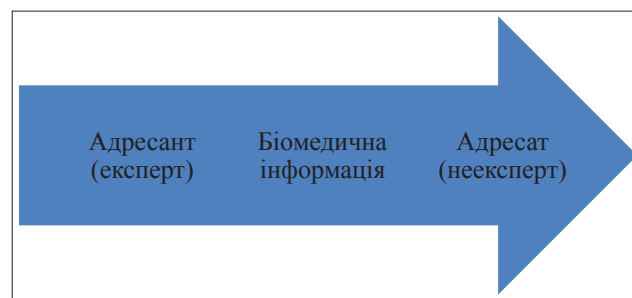 Адресант
(експерт)
Біомедична
інформація
Адресат
(неексперт)